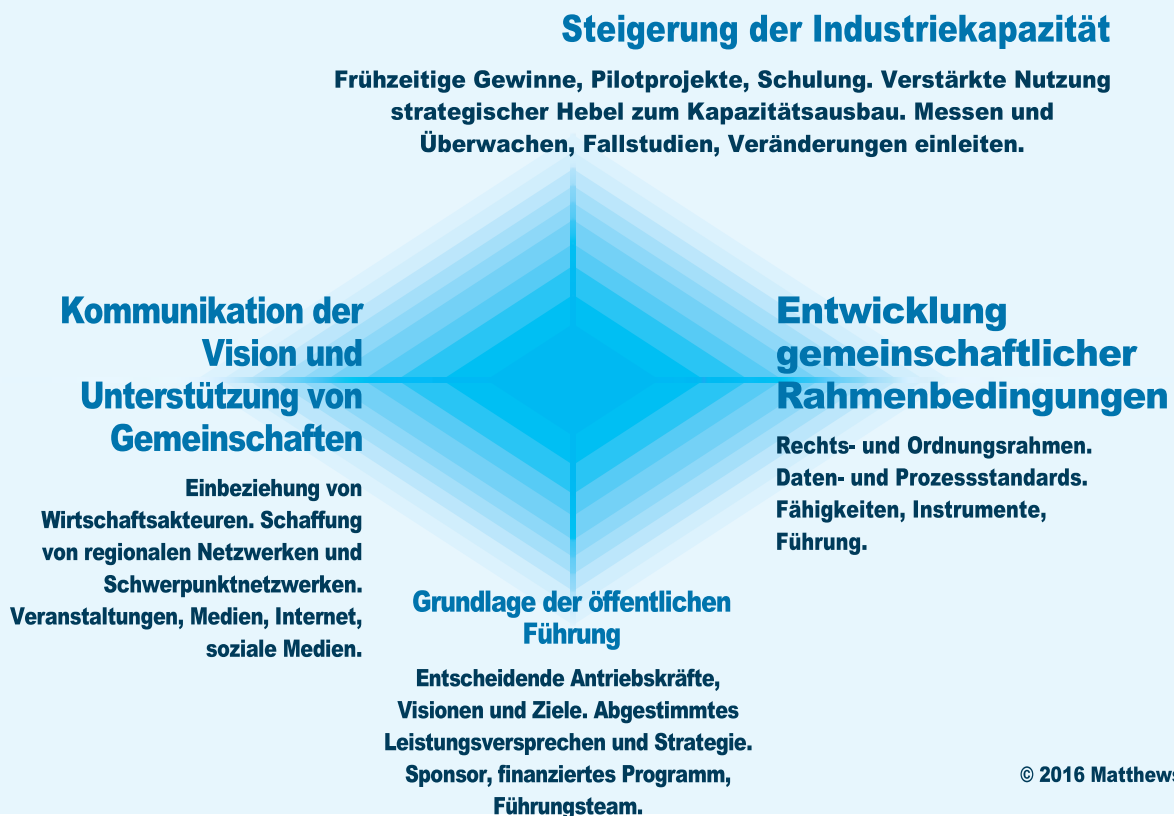 Steigerung der Industriekapazität
Frühzeitige Gewinne, Pilotprojekte, Schulung. Verstärkte Nutzung
strategischer Hebel zum Kapazitätsausbau. Messen und
Überwachen, Fallstudien, Veränderungen einleiten.
Kommunikation der
Vision und
Unterstützung von
Gemeinschaften
Einbeziehung von
Wirtschaftsakteuren. Schaffung
von regionalen Netzwerken und
Schwerpunktnetzwerken.
Veranstaltungen, Medien, Internet,
soziale Medien.
Entwicklung
gemeinschaftlicher
Rahmenbedingungen
Rechts- und Ordnungsrahmen.
Daten- und Prozessstandards.
Fähigkeiten, Instrumente,
Führung.
Grundlage der öffentlichen
Führung
Entscheidende Antriebskräfte,
Visionen und Ziele. Abgestimmtes
Leistungsversprechen und Strategie.
Sponsor, finanziertes Programm,
Führungsteam.
© 2016 Matthews